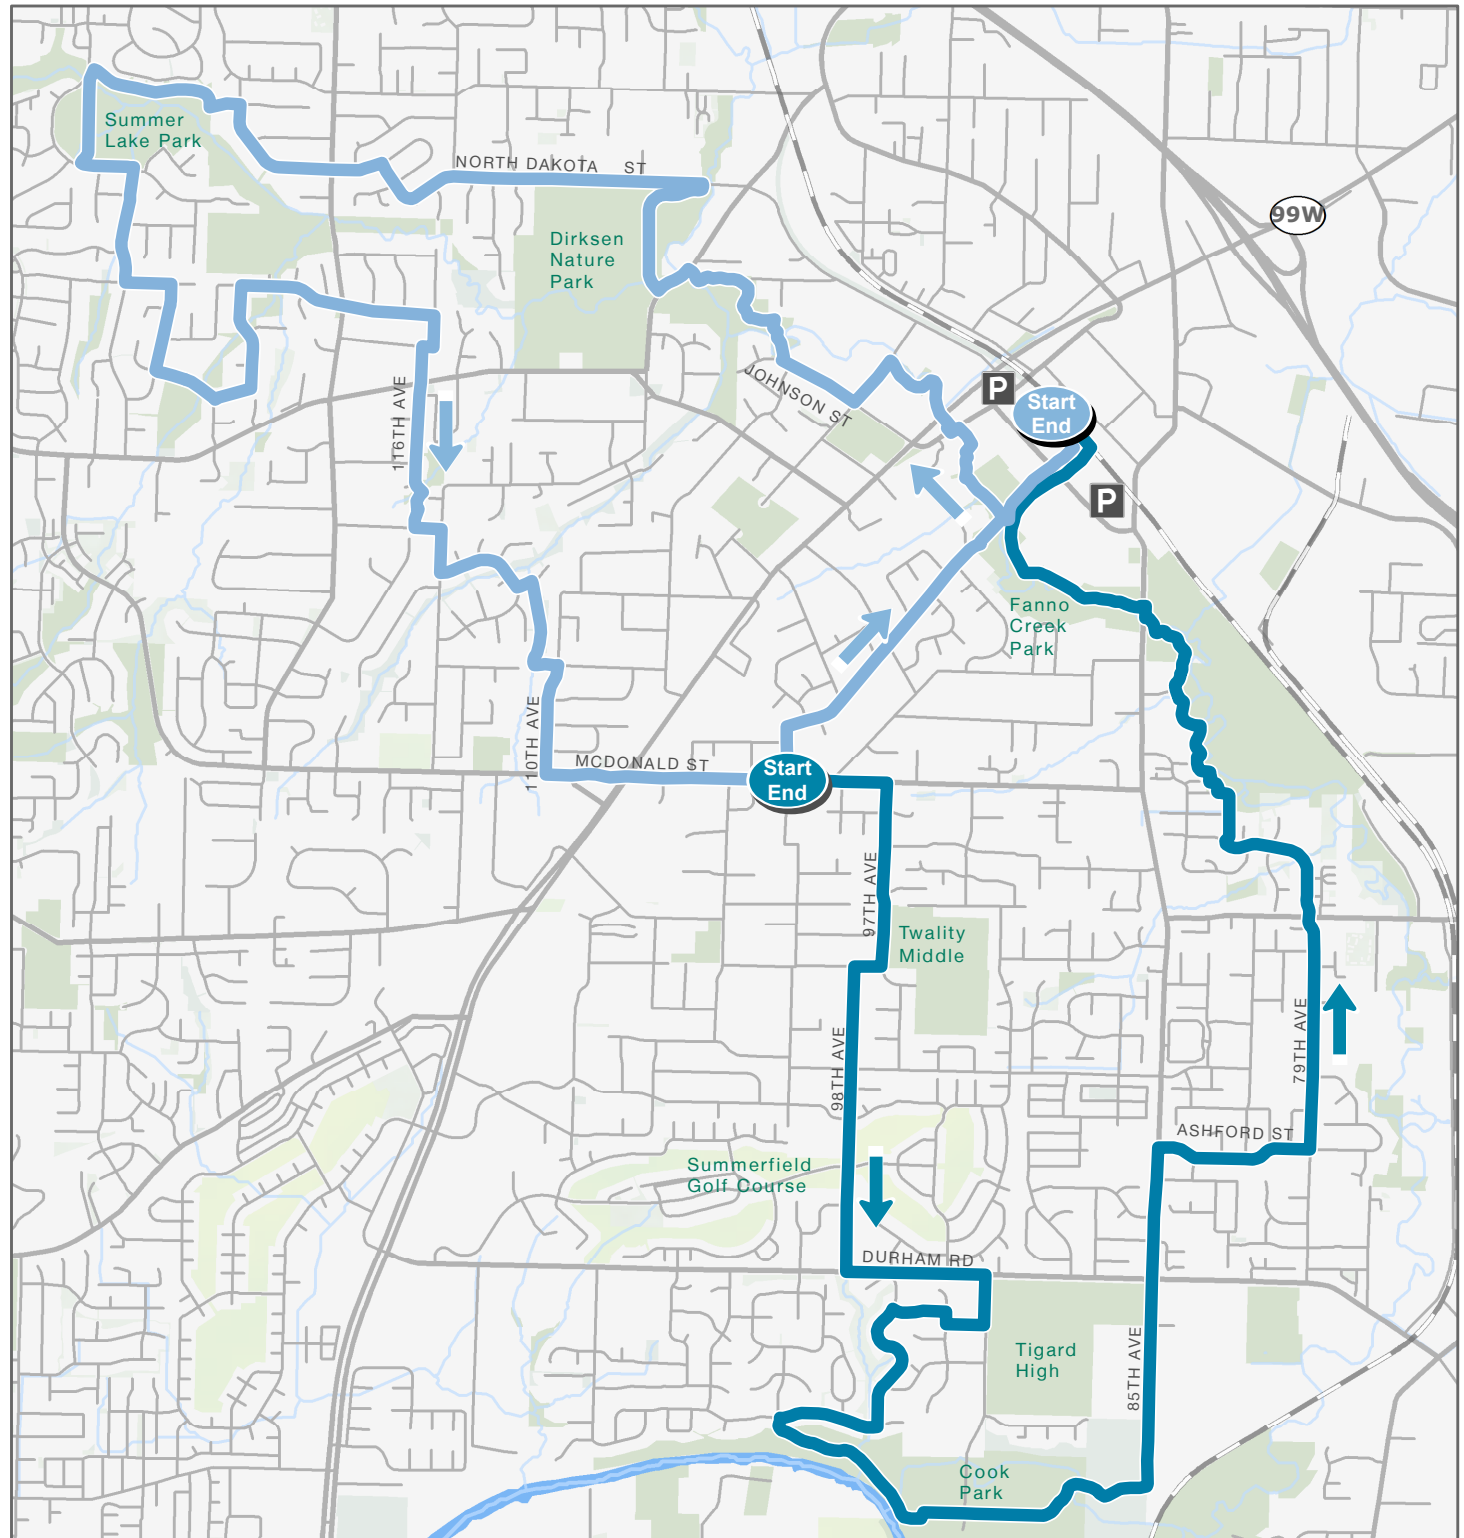 Summer
Lake Park
NORTH DAKOTA ST
99W
Dirksen
Nature
Park
JOHNSON ST
P
Start
End
116TH AVE
P
Fanno
Creek
Park
110TH AVE
MCDONALD ST
Start
End
97TH AVE
Twality
Middle
98TH AVE
79TH AVE
ASHFORD ST
Summerfield
Golf Course
DURHAM RD
Tigard
High
85TH AVE
Cook
Park